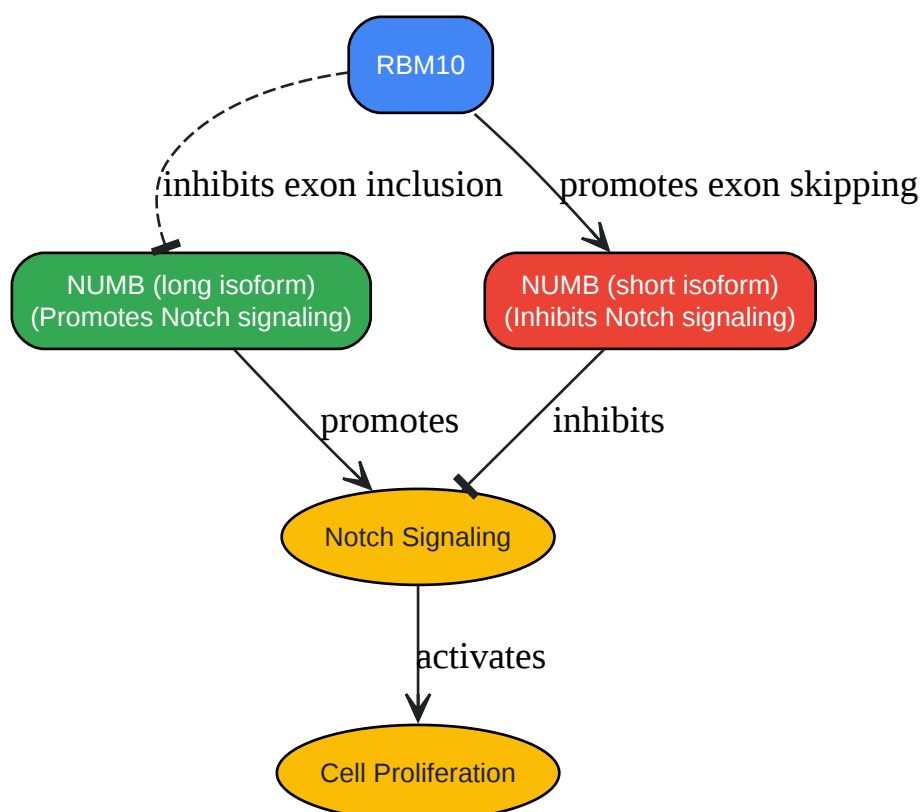 RBM10
inhibits exon inclusion
promotes exon skipping
NUMB (long isoform)
(Promotes Notch signaling)
NUMB (short isoform)
(Inhibits Notch signaling)
promotes
inhibits
Notch Signaling
activates
Cell Proliferation